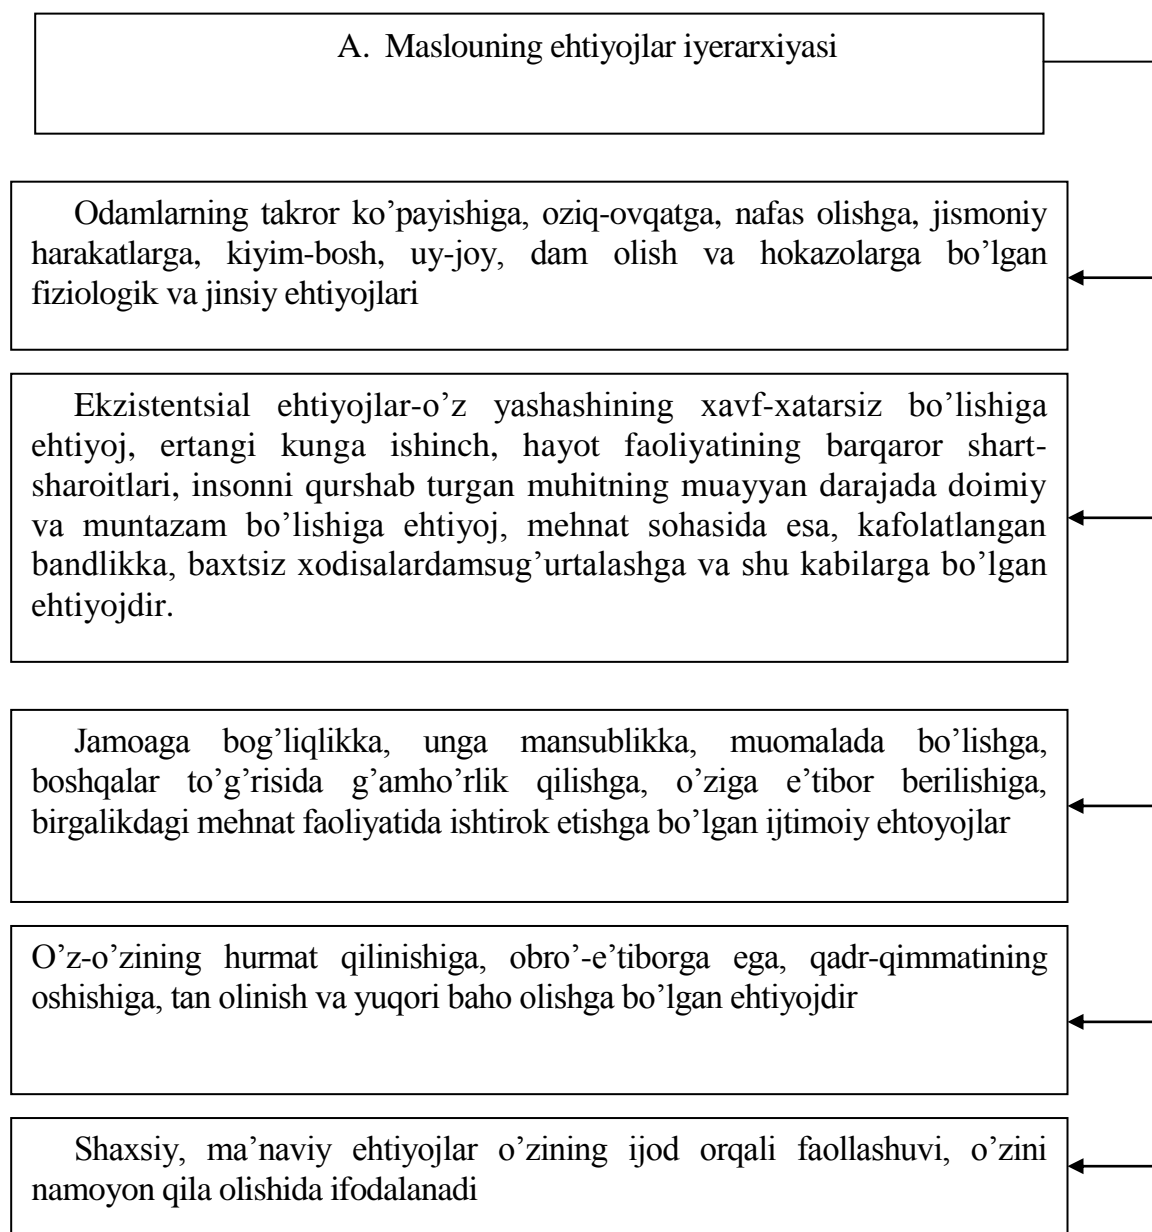 A. Maslouning ehtiyojlar iyerarxiyasi
Odamlarning takror ko’payishiga, oziq-ovqatga, nafas olishga, jismoniy
harakatlarga, kiyim-bosh, uy-joy, dam olish va hokazolarga bo’lgan
fiziologik va jinsiy ehtiyojlari
Ekzistentsial ehtiyojlar-o’z yashashining xavf-xatarsiz bo’lishiga
ehtiyoj, ertangi kunga ishinch, hayot faoliyatining barqaror shart-
sharoitlari, insonni qurshab turgan muhitning muayyan darajada doimiy
va muntazam bo’lishiga ehtiyoj, mehnat sohasida esa, kafolatlangan
bandlikka, baxtsiz xodisalardamsug’urtalashga va shu kabilarga bo’lgan
ehtiyojdir.
Jamoaga bog’liqlikka, unga mansublikka, muomalada bo’lishga,
boshqalar to’g’risida g’amho’rlik qilishga, o’ziga e’tibor berilishiga,
birgalikdagi mehnat faoliyatida ishtirok etishga bo’lgan ijtimoiy ehtoyojlar
O’z-o’zining hurmat qilinishiga, obro’-e’tiborga ega, qadr-qimmatining
oshishiga, tan olinish va yuqori baho olishga bo’lgan ehtiyojdir
Shaxsiy, ma’naviy ehtiyojlar o’zining ijod orqali faollashuvi, o’zini
namoyon qila olishida ifodalanadi